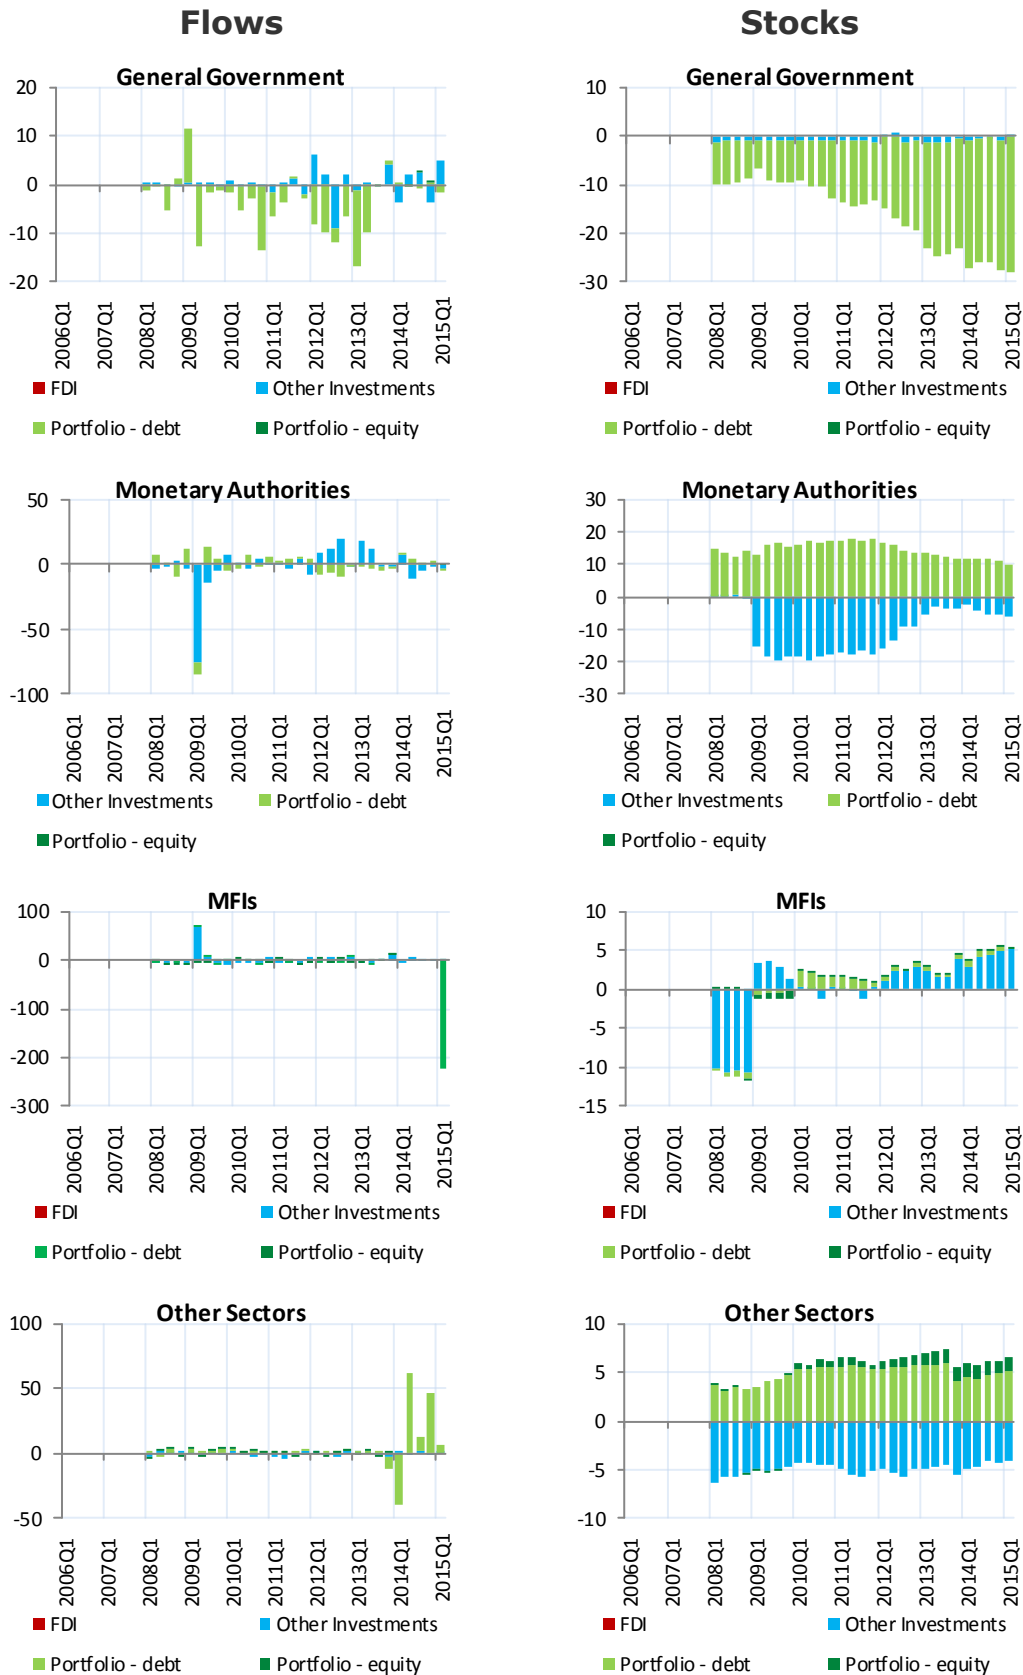 Flows
Stocks
General Government
20
10
0
-10
-20
2006Q1
2007Q1
2008Q1
2009Q1
2010Q1
2011Q1
2012Q1
2013Q1
2014Q1
2015Q1
FDI
Other Investments
Portfolio - debt
Portfolio - equity
General Government
10
0
-10
-20
-30
2006Q1
2007Q1
2008Q1
2009Q1
2010Q1
2011Q1
2012Q1
2013Q1
2014Q1
2015Q1
FDI
Other Investments
Portfolio - debt
Portfolio - equity
Monetary Authorities
50
0
-50
-100
2006Q1
2007Q1
2008Q1
2009Q1
2010Q1
2011Q1
2012Q1
2013Q1
2014Q1
2015Q1
Other Investments
Portfolio - debt
Portfolio - equity
Monetary Authorities
30
20
10
0
-10
-20
-30
2006Q1
2007Q1
2008Q1
2009Q1
2010Q1
2011Q1
2012Q1
2013Q1
2014Q1
2015Q1
Other Investments
Portfolio - debt
Portfolio - equity
MFIs
100
0
-100
-200
-300
2006Q1
2007Q1
2008Q1
2009Q1
2010Q1
2011Q1
2012Q1
2013Q1
2014Q1
2015Q1
FDI
Other Investments
Portfolio - debt
Portfolio - equity
MFIs
10
5
0
-5
-10
-15
2006Q1
2007Q1
2008Q1
2009Q1
2010Q1
2011Q1
2012Q1
2013Q1
2014Q1
2015Q1
FDI
Other Investments
Portfolio - debt
Portfolio - equity
Other Sectors
100
50
0
-50
2006Q1
2007Q1
2008Q1
2009Q1
2010Q1
2011Q1
2012Q1
2013Q1
2014Q1
2015Q1
FDI
Other Investments
Portfolio - debt
Portfolio - equity
Other Sectors
10
5
0
-5
-10
2006Q1
2007Q1
2008Q1
2009Q1
2010Q1
2011Q1
2012Q1
2013Q1
2014Q1
2015Q1
FDI
Other Investments
Portfolio - debt
Portfolio - equity